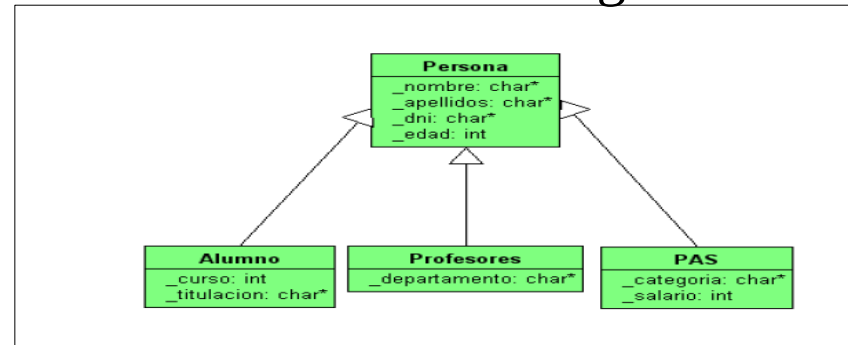 Persona
_nombre: char*
_apellidos: char*
_dni: char*
_edad: int
Alumno
_curso: int
_titulacion: char*
Profesores
_departamento: char*
PAS
_categoria: char*
_salario: int